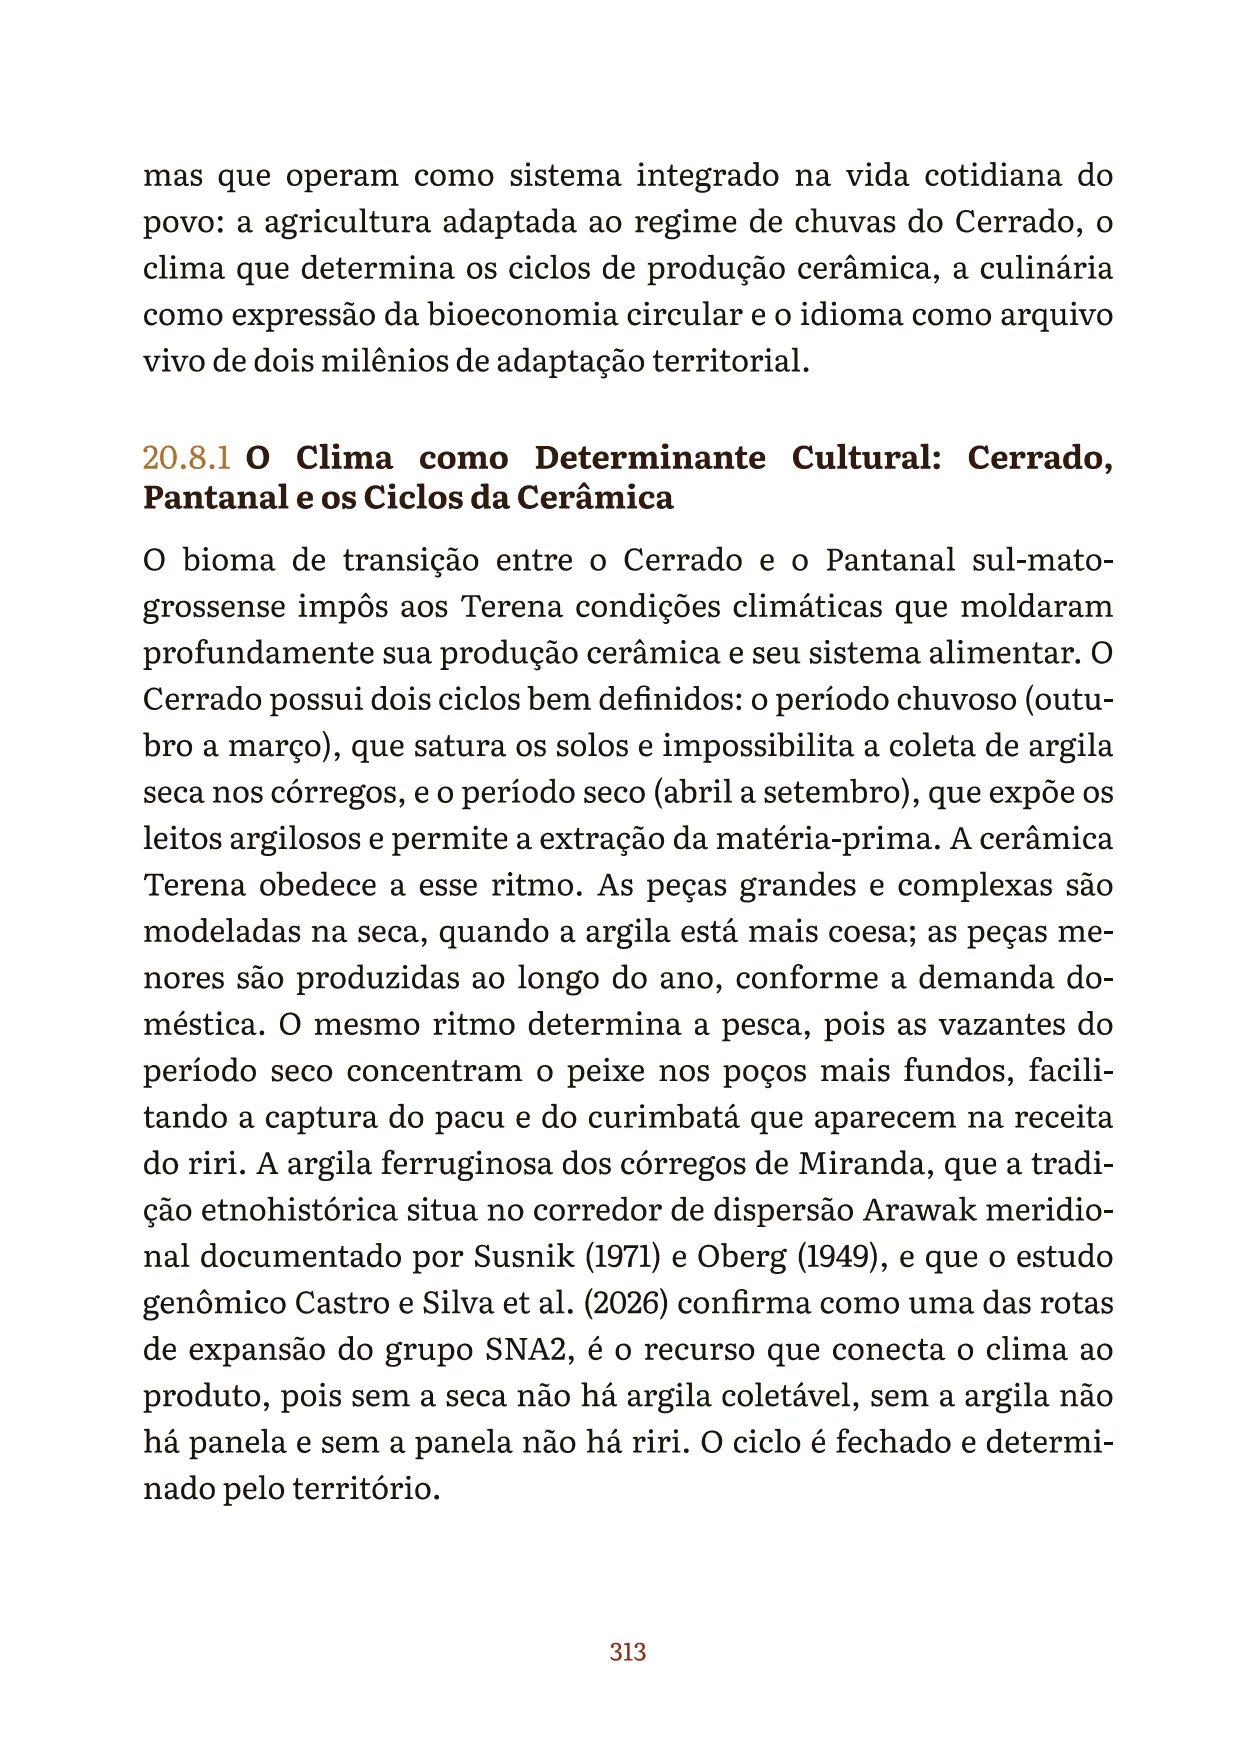 mas que operam como sistema integrado na vida cotidiana do
povo: a agricultura adaptada ao regime de chuvas do Cerrado, o
clima que determina os ciclos de produção cerâmica, a culinária
como expressão da bioeconomia circular e o idioma como arquivo
vivo de dois milênios de adaptação territorial.
20.8.1 O Clima como Determinante Cultural: Cerrado,
Pantanal e os Ciclos da Cerâmica
O bioma de transição entre o Cerrado e o Pantanal sul-mato-
grossense impôs aos Terena condições climáticas que moldaram
profundamente sua produção cerâmica e seu sistema alimentar. O
Cerrado possui dois ciclos bem definidos: o período chuvoso (outu-
bro a março), que satura os solos e impossibilita a coleta de argila
seca nos córregos, e o período seco (abril a setembro), que expõe os
leitos argilosos e permite a extração da matéria-prima. A cerâmica
Terena obedece a esse ritmo. As peças grandes e complexas são
modeladas na seca, quando a argila está mais coesa; as peças me-
nores são produzidas ao longo do ano, conforme a demanda do-
méstica. O mesmo ritmo determina a pesca, pois as vazantes do
período seco concentram o peixe nos poços mais fundos, facili-
tando a captura do pacu e do curimbatá que aparecem na receita
do riri. A argila ferruginosa dos córregos de Miranda, que a tradi-
ção etnohistórica situa no corredor de dispersão Arawak meridio-
nal documentado por Susnik (1971) e Oberg (1949), e que o estudo
genômico Castro e Silva et al. (2026) confirma como uma das rotas
de expansão do grupo SNA2, é o recurso que conecta o clima ao
produto, pois sem a seca não há argila coletável, sem a argila não
há panela e sem a panela não há riri. O ciclo é fechado e determi-
nado pelo território.
313